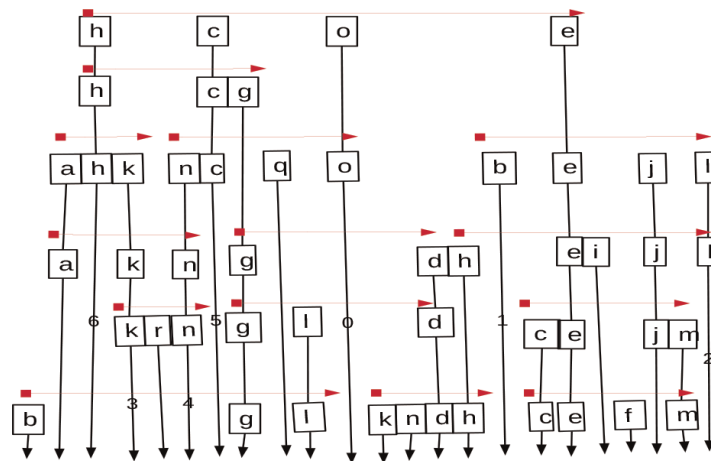 h c o e
h c g
a h k n c q o b e j l
a k n g d h e i j l
6 5 0 1
k r n g l d c e j m
2
3 4
b g l k n d h c e f m